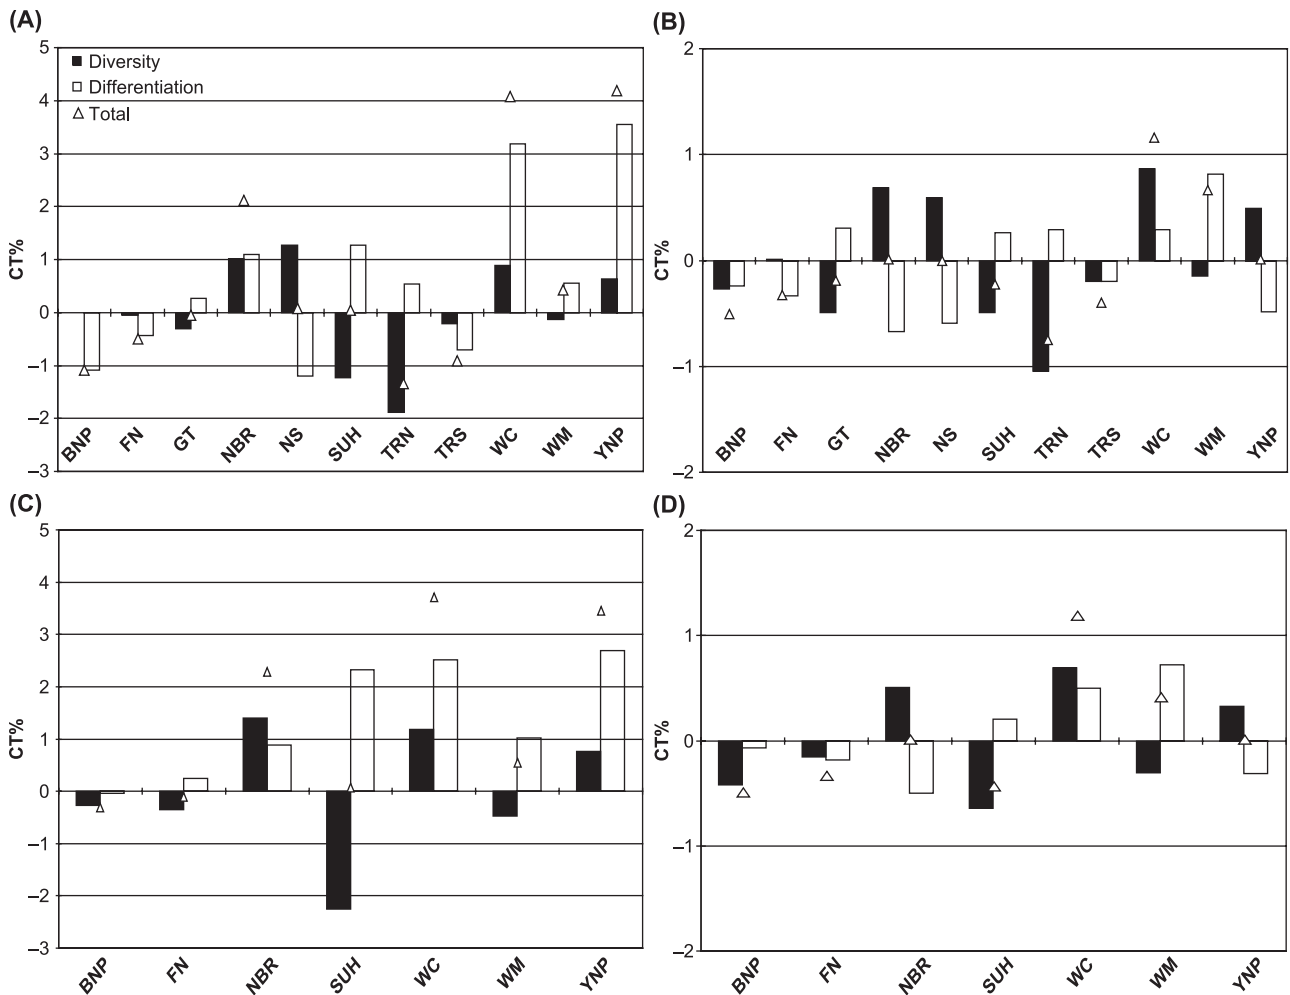 (A)
5
4
3
2
1
0
–1
–2
–3
CT%
Diversity
Differentiation
Total
BNP FN GT NBR NS SUH TRN TRS WC WM YNP
(B)
2
1
0
–1
–2
CT%
BNP FN GT NBR NS SUH TRN TRS WC WM YNP
(C)
5
4
3
2
1
0
–1
–2
–3
CT%
BNP FN NBR SUH WC WM YNP
(D)
2
1
0
–1
–2
CT%
BNP FN NBR SUH WC WM YNP